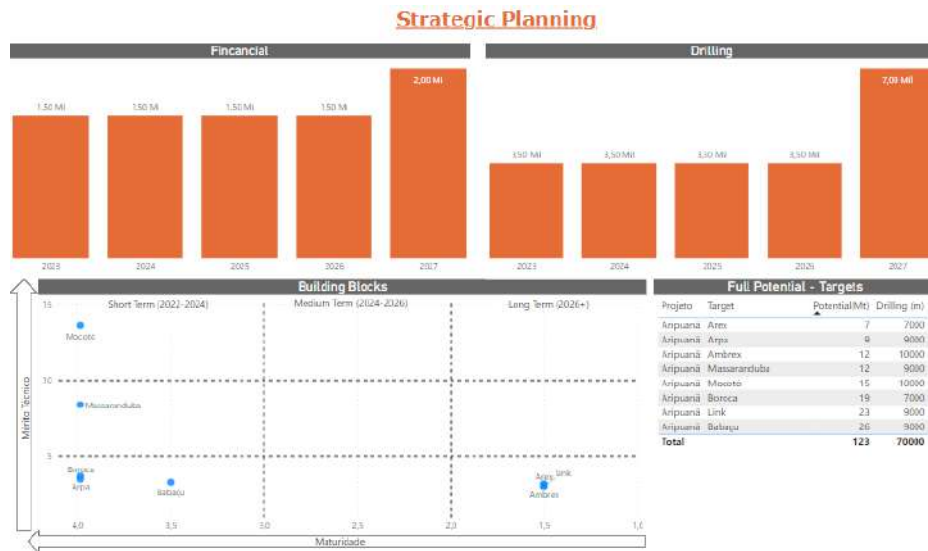 Strategic Planning
Fincancial
1,50 Mi 1,50 Mi 1,50 Mi 1,50 Mi 2,00 Mi
2023 2024 2025 2026 2027
Drilling
3,50 Mil 3,50 Mil 3,50 Mil 3,50 Mil 7,00 Mil
2023 2024 2025 2026 2027
Building Blocks
Short Term (2022-2024) Medium Term (2024-2026) Long Term (2026+)
Mérito Técnico
15
Mocotó
10
Massaranduba
5
Boroca
Arpa
Babaçu
Arex Link
Ambrex
4,0 3,5 3,0 2,5 2,0 1,5 1,0
Maturidade
Full Potential - Targets
Projeto Target Potential(Mt) Drilling (m)
Aripuanã Arex 7 7000
Aripuanã Arpa 9 9000
Aripuanã Ambrex 12 10000
Aripuanã Massaranduba 12 9000
Aripuanã Mocotó 15 10000
Aripuanã Boroca 19 7000
Aripuanã Link 23 9000
Aripuanã Babaçu 26 9000
Total 123 70000